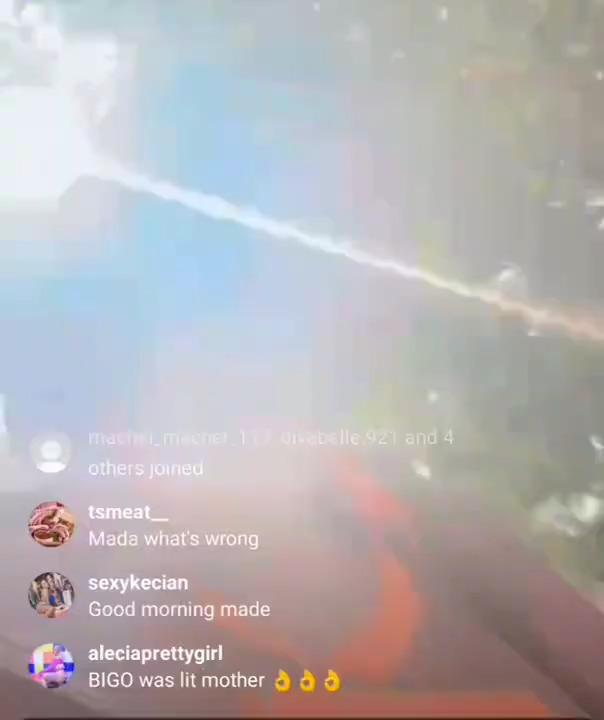 others joined
tsmeat__
Mada what's wrong
sexykecian
Good morning made
aleciaprettygirl
BIGO was lit mother 👌👌👌